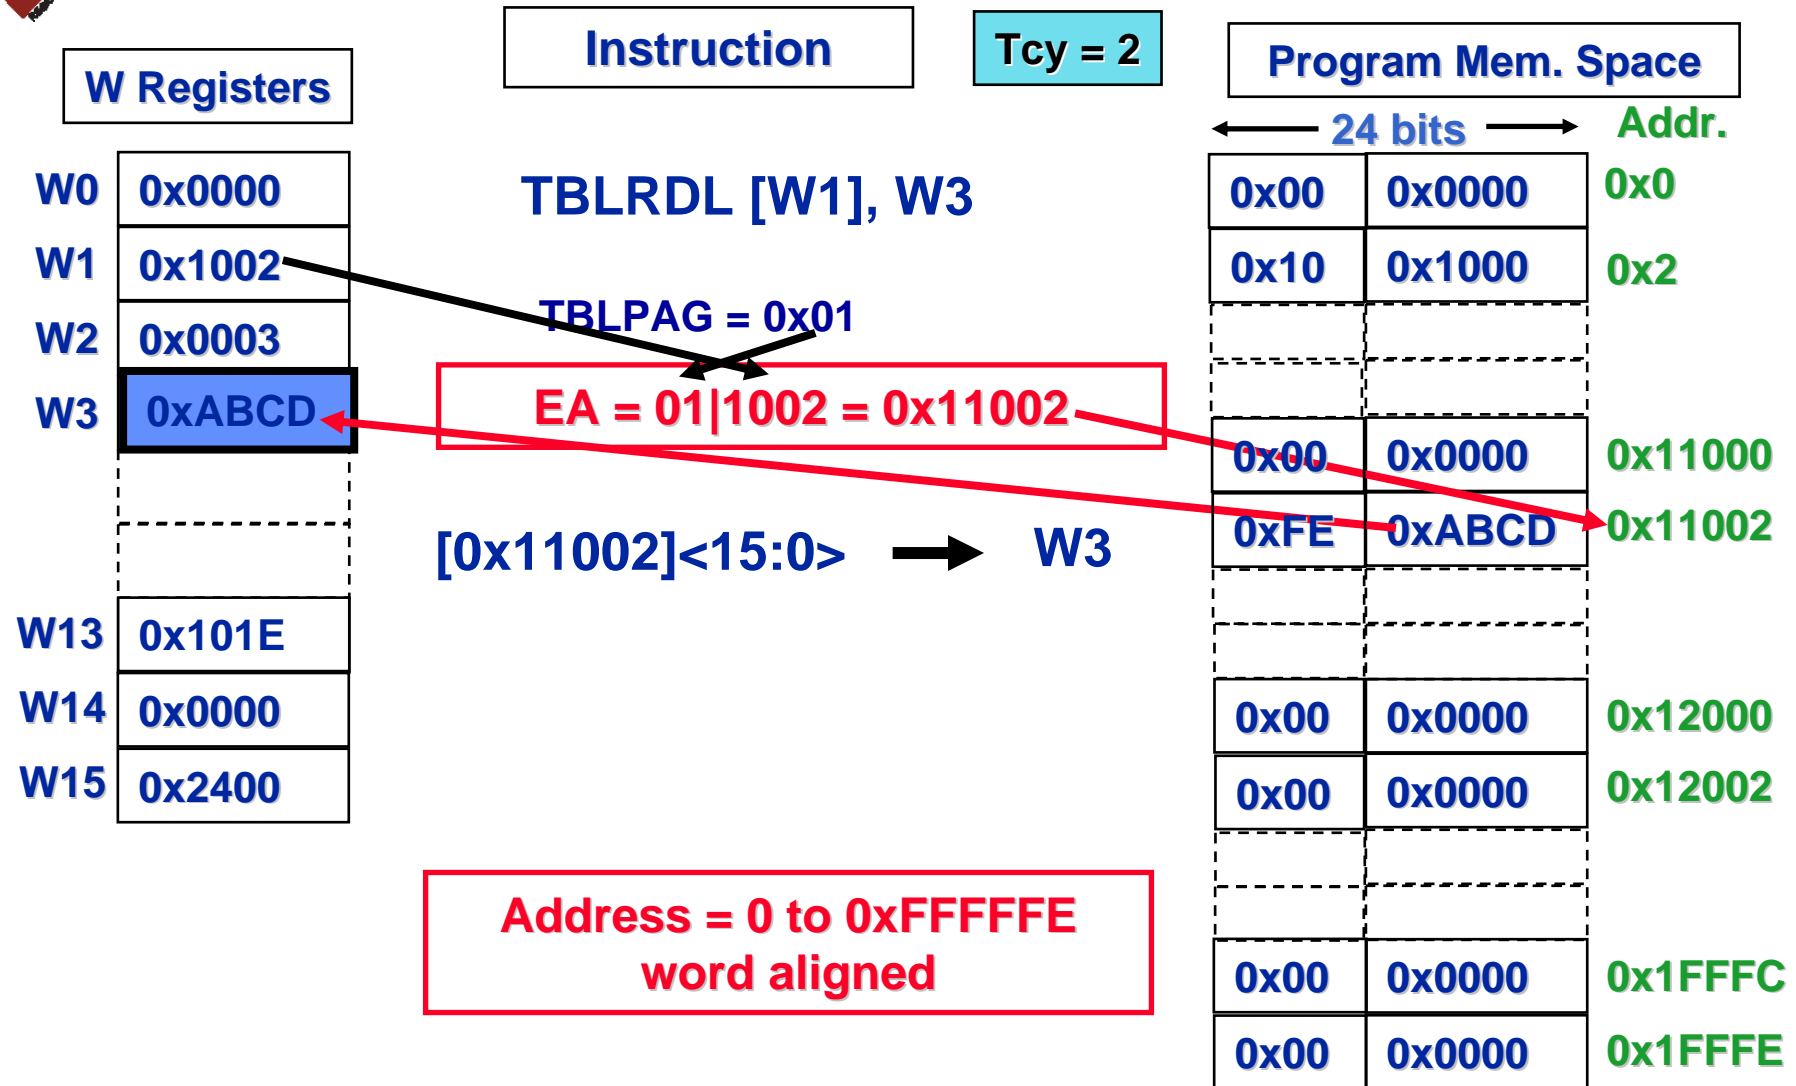 Instruction
Tcy = 2
W Registers
Program Mem. Space
24 bits
Addr.
W0 0x0000
W1 0x1002
W2 0x0003
W3 0xABCD
W13 0x101E
W14 0x0000
W15 0x2400
TBLRDL [W1], W3
TBLPAG = 0x01
EA = 01|1002 = 0x11002
[0x11002]<15:0> W3
Address = 0 to 0xFFFFFE
word aligned
0x00 0x0000 0x0
0x10 0x1000 0x2
0x00 0x0000 0x11000
0xFE 0xABCD 0x11002
0x00 0x0000 0x12000
0x00 0x0000 0x12002
0x00 0x0000 0x1FFFC
0x00 0x0000 0x1FFFE